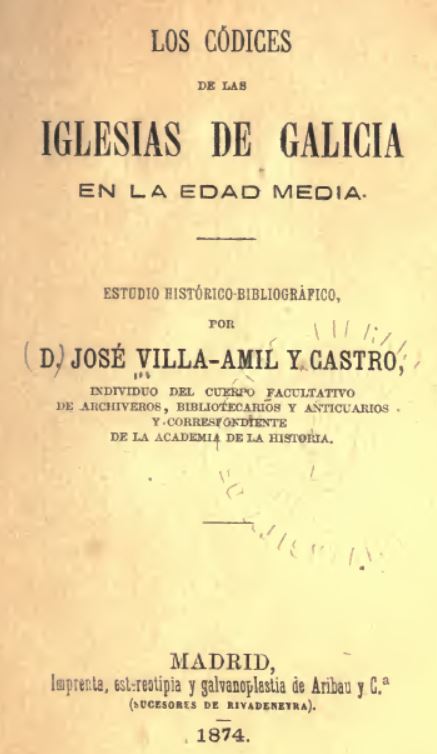 LOS CÓDICES
DE LAS
IGLESIAS DE GALICIA
EN LA EDAD MEDIA.
ESTUDIO HISTÓRICO-BIBLIOGRÁFICO,
POR
(D.) JOSÉ VILLA-AMIL Y CASTRO,
INDIVIDUO DEL CUERPO FACULTATIVO
DE ARCHIVEROS, BIBLIOTECARIOS Y ANTICUARIOS
Y CORRESPONDIENTE
DE LA ACADEMIA DE LA HISTORIA.
MADRID,
Imprenta, estereotipia y galvanoplastia de Aribau y C.ª
(SUCESORES DE RIVADENEYRA).
1874.